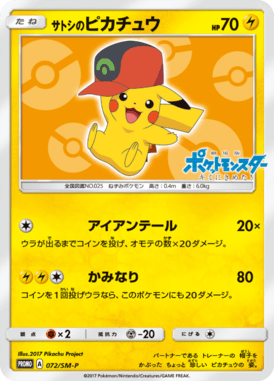 たね サトシのピカチュウ HP70
ポケットモンスター
全国図鑑NO.025 ねずみポケモン 高さ:0.4m 重さ:6.0kg
アイアンテール 20×
ウラが出るまでコインを投げ、オモテの数×20ダメージ。
かみなり 80
コインを1回投げウラなら、このポケモンにも20ダメージ。
弱点 ×2 抵抗力 -20 にげる
Illus.2017 Pikachu Project
PROMO A 072/SM-P
パートナーである トレーナーの 帽子を
かぶって ちょっと 誇らしげな ピカチュウの 姿。
©2017 Pokémon/Nintendo/Creatures/GAME FREAK.